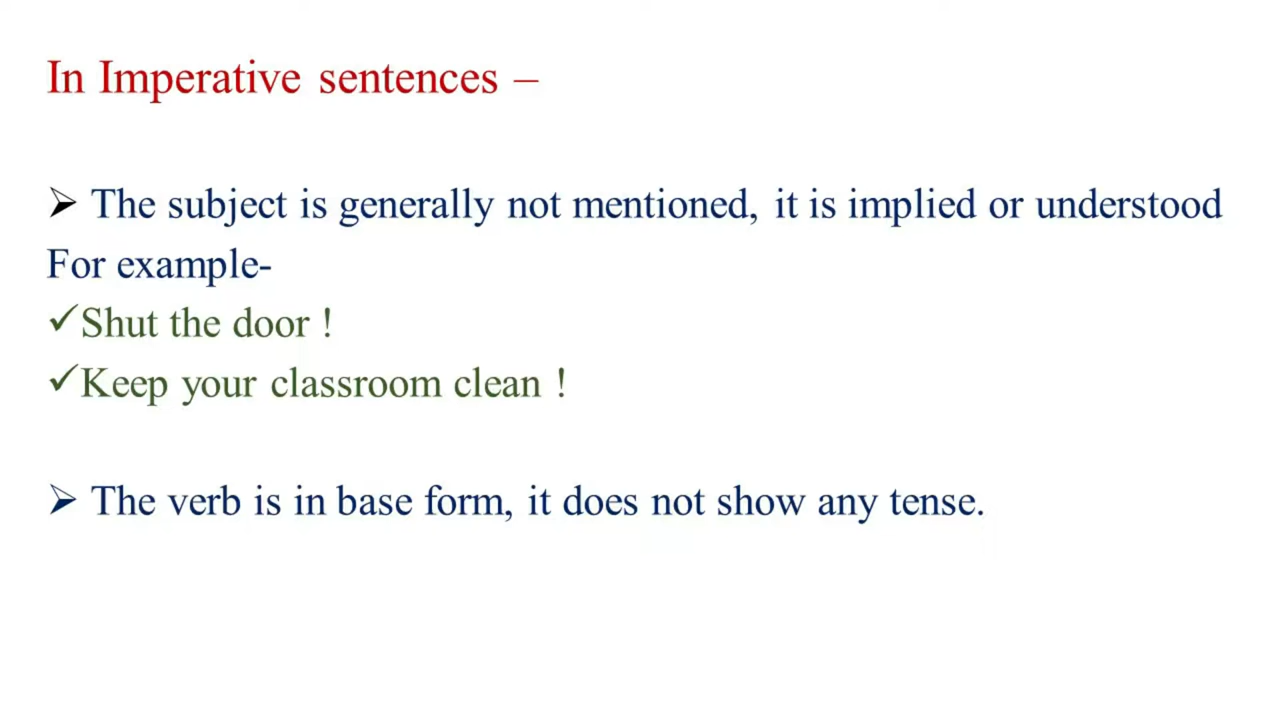 In Imperative sentences –
➢ The subject is generally not mentioned, it is implied or understood
For example-
✓Shut the door !
✓Keep your classroom clean !
➢ The verb is in base form, it does not show any tense.